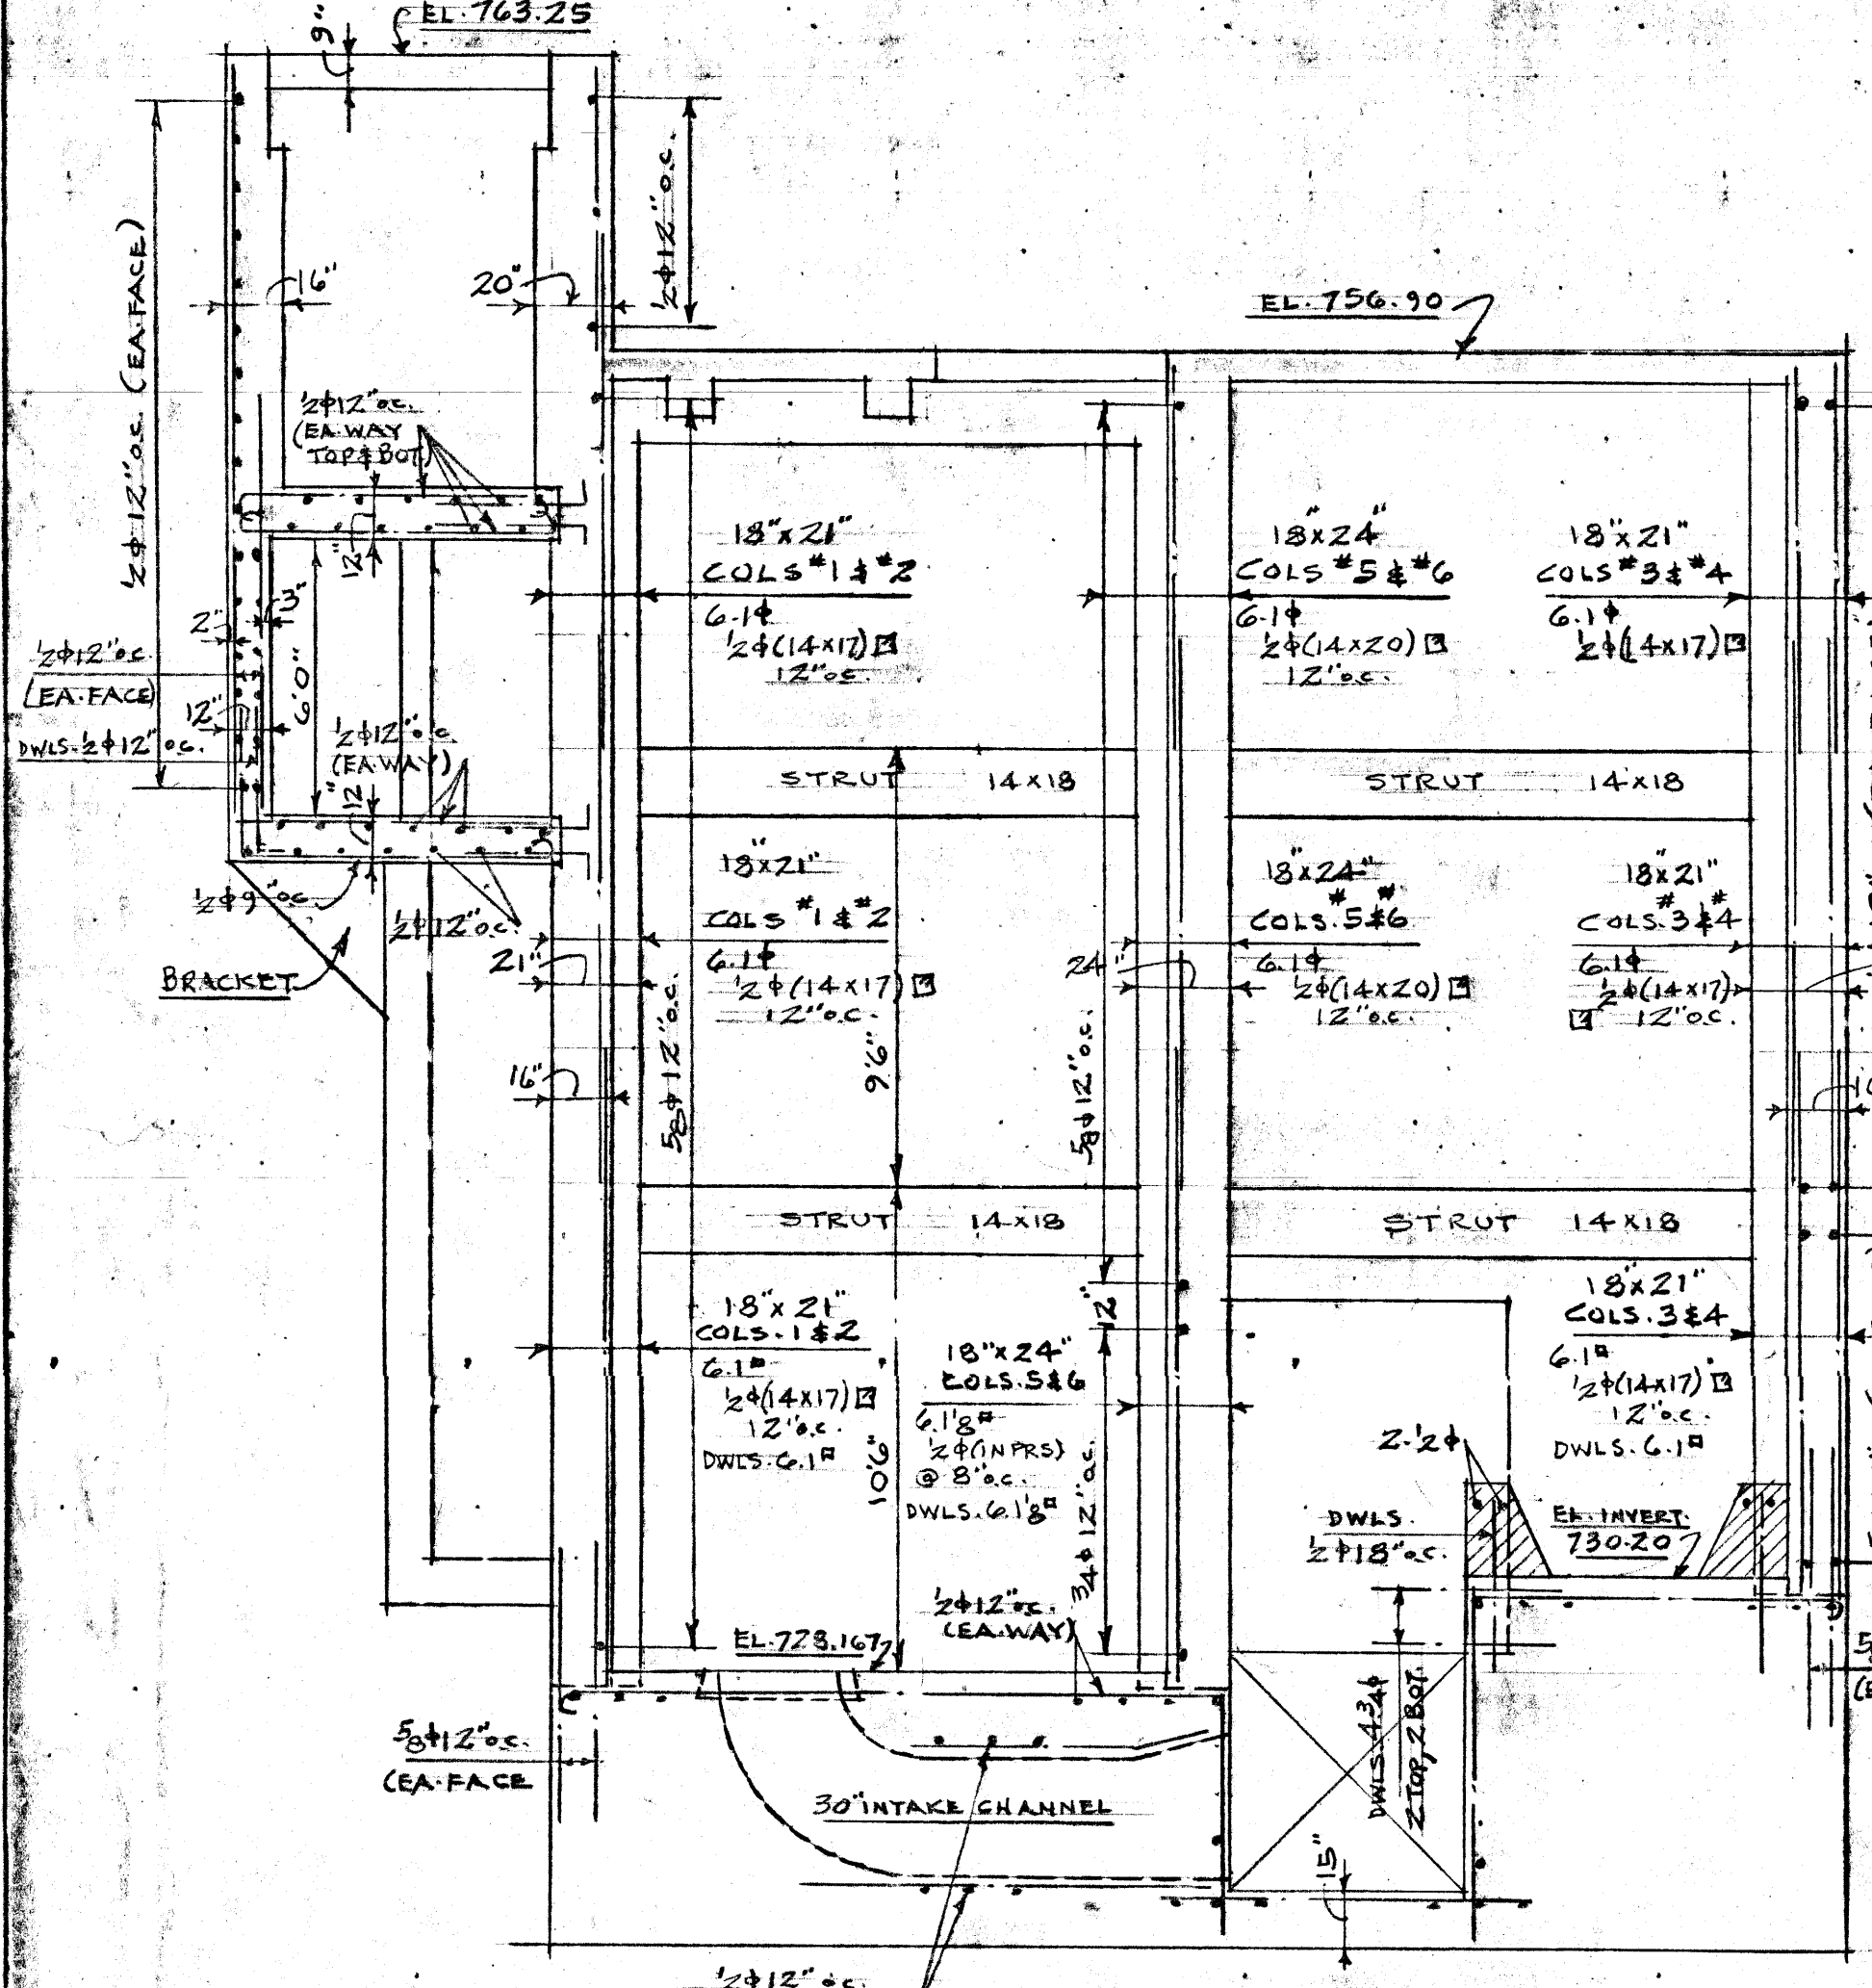 EL. 763.25
9"
½φ12" o.c. (EA. FACE)
16"
20"
½φ12" o.c.
EL. 756.90
½φ12" o.c.
(EA. WAY
TOP & BOT)
12"
2"
3"
½φ12" o.c.
(EA. FACE)
12"
DWLS. ½φ12" o.c.
6'0"
½φ12" o.c.
(EA. WAY)
12"
½φ9" o.c.
½φ12" o.c.
BRACKET
18"x21"
COLS #1 & #2
6-1φ
½φ(14x17)
12" o.c.
18"x24"
COLS #5 & #6
6-1φ
½φ(14x20)
12" o.c.
18"x21"
COLS #3 & #4
6-1φ
½φ(14x17)
STRUT 14x18
STRUT 14x18
18"x21"
COLS #1 & #2
6-1φ
½φ(14x17)
12" o.c.
21"
16"
5/8φ12" o.c.
9'6"
24"
5/8φ12" o.c.
18"x24"
COLS. #5 & #6
6-1φ
½φ(14x20)
12" o.c.
18"x21"
COLS. #3 & #4
6-1φ
½φ(14x17)
12" o.c.
STRUT 14x18
STRUT 14x18
18"x21"
COLS. 1 & 2
6-1
½φ(14x17)
12" o.c.
DWLS. 6-1
10'6"
18"x24"
COLS. 5 & 6
6-1⅛
½φ(IN PRS)
@ 8" o.c.
DWLS. 6-1⅛
12"
¾φ12" o.c.
18"x21"
COLS. 3 & 4
6-1
½φ(14x17)
12" o.c.
DWLS. 6-1
2-½φ
DWLS.
½φ18" o.c.
EL. INVERT.
730.20
½φ12" o.c.
(EA. WAY)
EL. 728.167
5/8φ12" o.c.
(EA. FACE
30" INTAKE CHANNEL
DWLS. 4-¾φ
2 TOP, 2 BOT.
15"
½φ12" o.c.